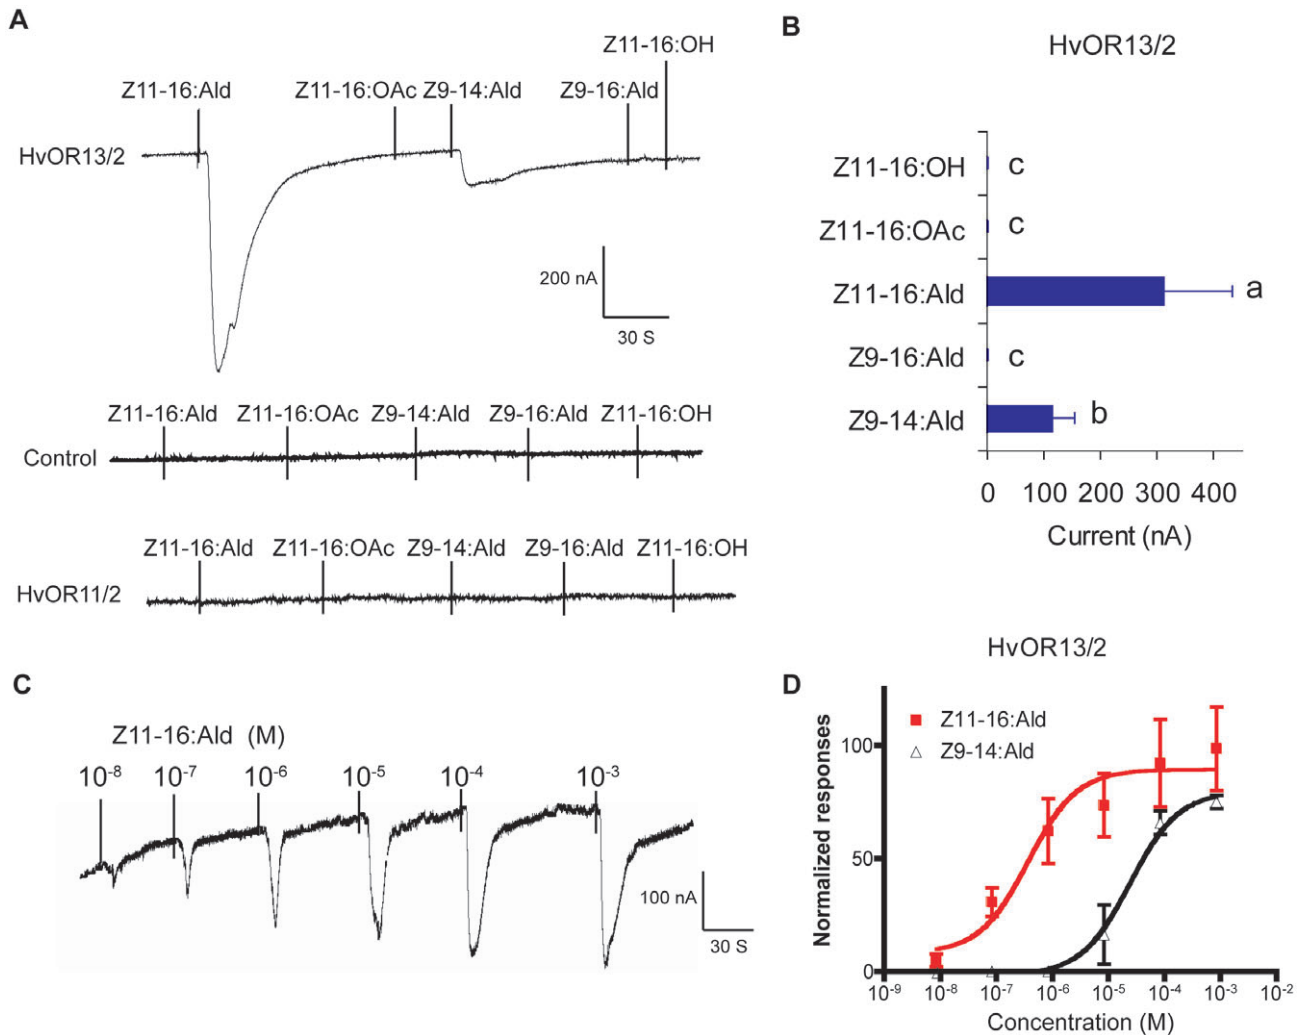 A
Z11-16:OH
Z11-16:Ald Z11-16:OAc Z9-14:Ald Z9-16:Ald
HvOR13/2
200 nA
30 S
Z11-16:Ald Z11-16:OAc Z9-14:Ald Z9-16:Ald Z11-16:OH
Control
Z11-16:Ald Z11-16:OAc Z9-14:Ald Z9-16:Ald Z11-16:OH
HvOR11/2
B
HvOR13/2
Z11-16:OH c
Z11-16:OAc c
Z11-16:Ald a
Z9-16:Ald c
Z9-14:Ald b
0 100 200 300 400
Current (nA)
C
Z11-16:Ald (M)
10⁻⁸ 10⁻⁷ 10⁻⁶ 10⁻⁵ 10⁻⁴ 10⁻³
100 nA
30 S
HvOR13/2
D
Z11-16:Ald
Z9-14:Ald
Normalized responses
100
50
0
10⁻⁹ 10⁻⁸ 10⁻⁷ 10⁻⁶ 10⁻⁵ 10⁻⁴ 10⁻³ 10⁻²
Concentration (M)